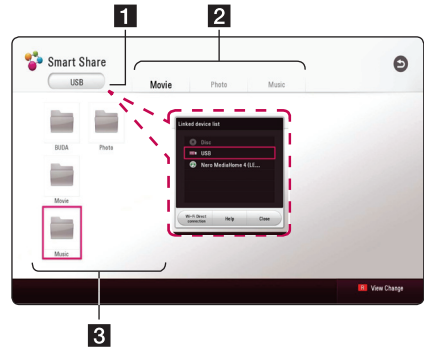 1
2
Smart Share
USB
Movie
Photo
Music
Linked device list
Disc
USB
Nero MediaHome 4 (LE...
Wi-Fi Direct
connection
Help
Close
BUDA
Photo
Movie
Music
R View Change
3